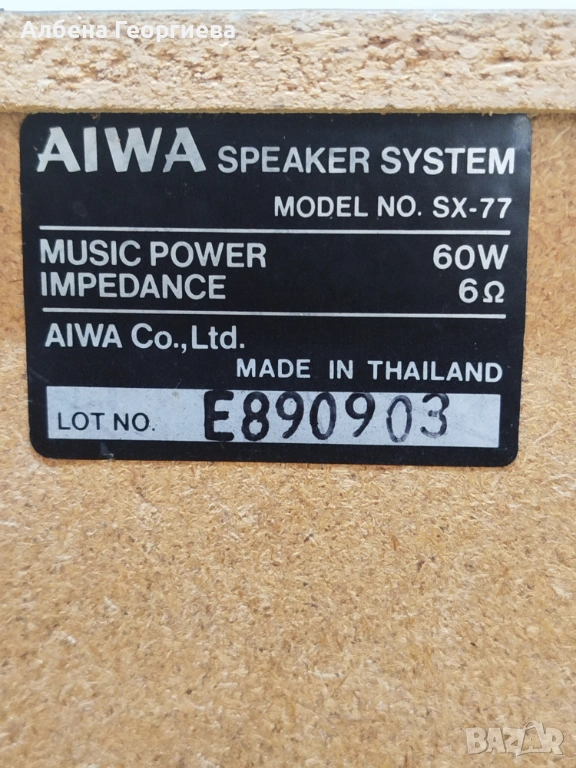 Албена Георгиева
AIWA SPEAKER SYSTEM
MODEL NO. SX-77
MUSIC POWER 60W
IMPEDANCE 6Ω
AIWA Co.,Ltd.
MADE IN THAILAND
LOT NO. E890903
BAZAR